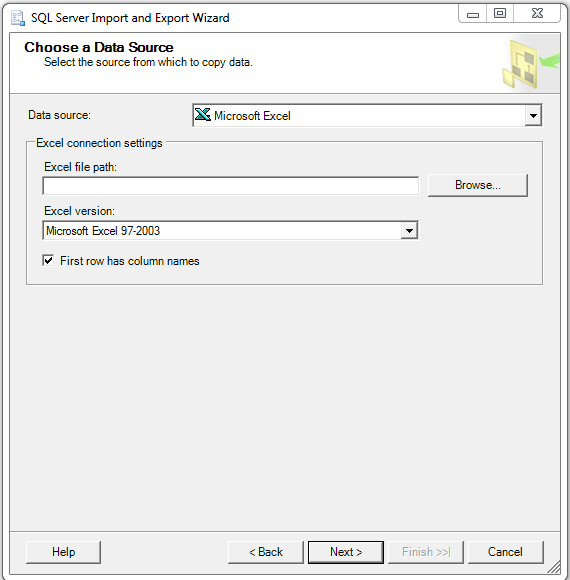 SQL Server Import and Export Wizard
Choose a Data Source
Select the source from which to copy data.
Data source:
Microsoft Excel
Excel connection settings
Excel file path:
Browse...
Excel version:
Microsoft Excel 97-2003
First row has column names
Help
< Back
Next >
Finish >>|
Cancel